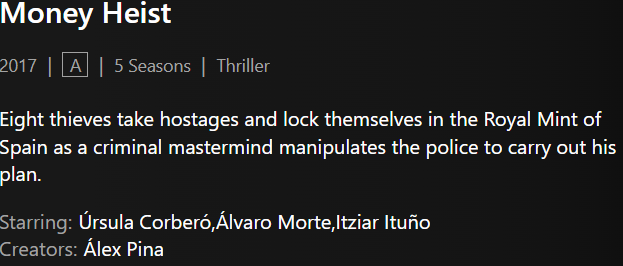 Money Heist
2017 | A | 5 Seasons | Thriller
Eight thieves take hostages and lock themselves in the Royal Mint of
Spain as a criminal mastermind manipulates the police to carry out his
plan.
Starring: Úrsula Corberó,Álvaro Morte,Itziar Ituño
Creators: Álex Pina